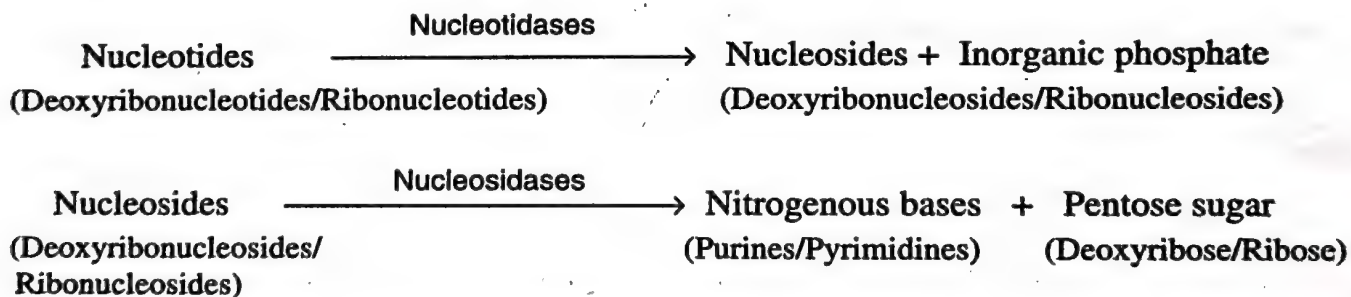 Nucleotidases
Nucleotides ⟶ Nucleosides + Inorganic phosphate
(Deoxyribonucleotides/Ribonucleotides) (Deoxyribonucleosides/Ribonucleosides)
Nucleosidases
Nucleosides ⟶ Nitrogenous bases + Pentose sugar
(Deoxyribonucleosides/ (Purines/Pyrimidines) (Deoxyribose/Ribose)
Ribonucleosides)